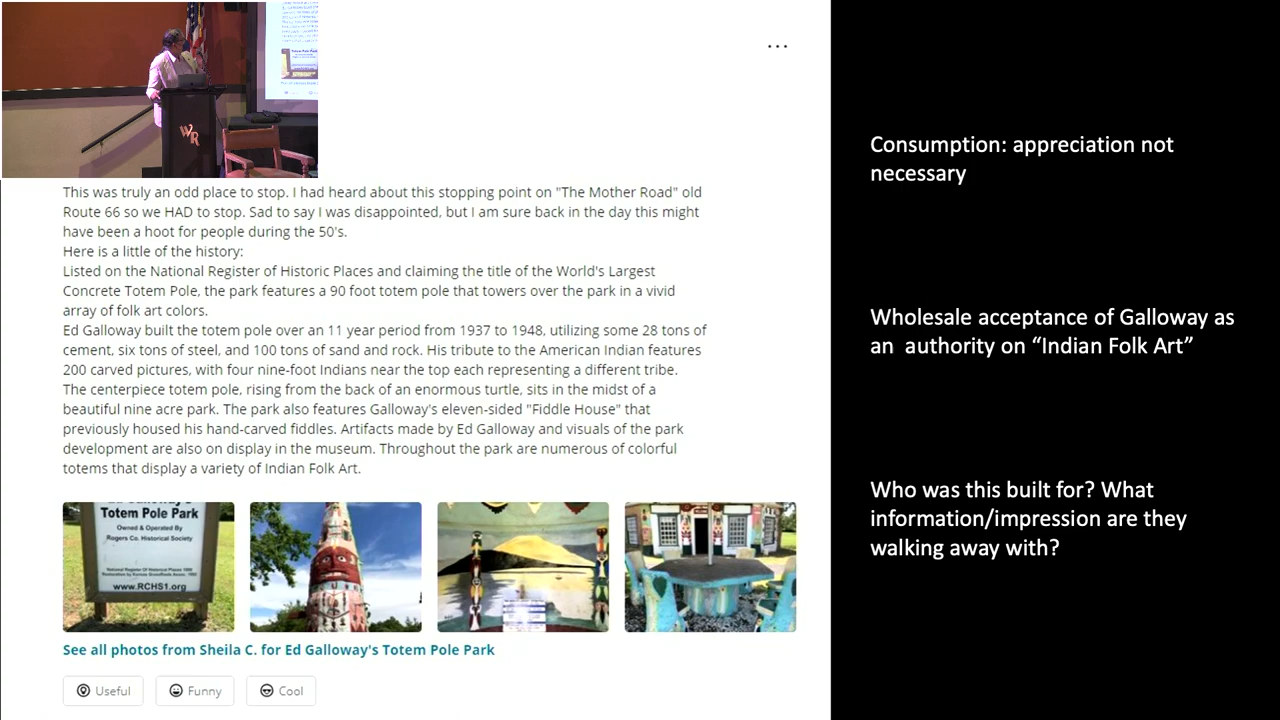 WR
...
This was truly an odd place to stop. I had heard about this stopping point on "The Mother Road" old
Route 66 so we HAD to stop. Sad to say I was disappointed, but I am sure back in the day this might
have been a hoot for people during the 50's.
Here is a little of the history:
Listed on the National Register of Historic Places and claiming the title of the World's Largest
Concrete Totem Pole, the park features a 90 foot totem pole that towers over the park in a vivid
array of folk art colors.
Ed Galloway built the totem pole over an 11 year period from 1937 to 1948, utilizing some 28 tons of
cement, six tons of steel, and 100 tons of sand and rock. His tribute to the American Indian features
200 carved pictures, with four nine-foot Indians near the top each representing a different tribe.
The centerpiece totem pole, rising from the back of an enormous turtle, sits in the midst of a
beautiful nine acre park. The park also features Galloway's eleven-sided "Fiddle House" that
previously housed his hand-carved fiddles. Artifacts made by Ed Galloway and visuals of the park
development are also on display in the museum. Throughout the park are numerous of colorful
totems that display a variety of Indian Folk Art.
Ed Galloway's
Totem Pole Park
Owned & Operated By
Rogers Co. Historical Society
National Register Of Historical Places
www.RCHS1.org
See all photos from Sheila C. for Ed Galloway's Totem Pole Park
Useful
Funny
Cool
Consumption: appreciation not
necessary
Wholesale acceptance of Galloway as
an authority on “Indian Folk Art”
Who was this built for? What
information/impression are they
walking away with?